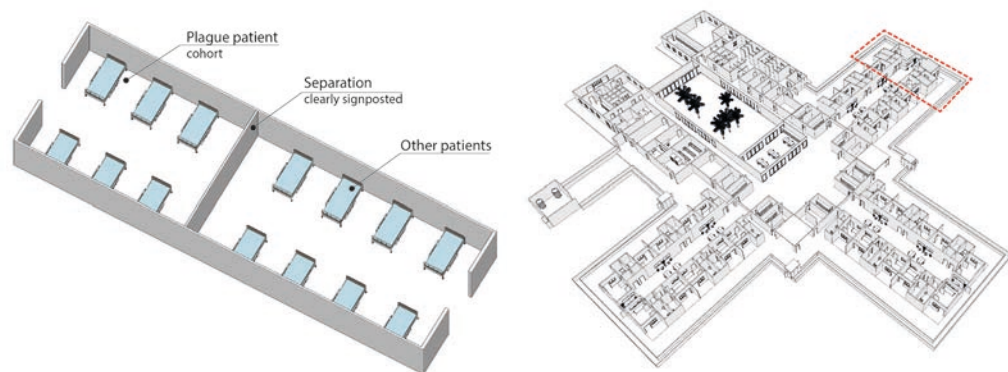 Plague patient
cohort
Separation
clearly signposted
Other patients